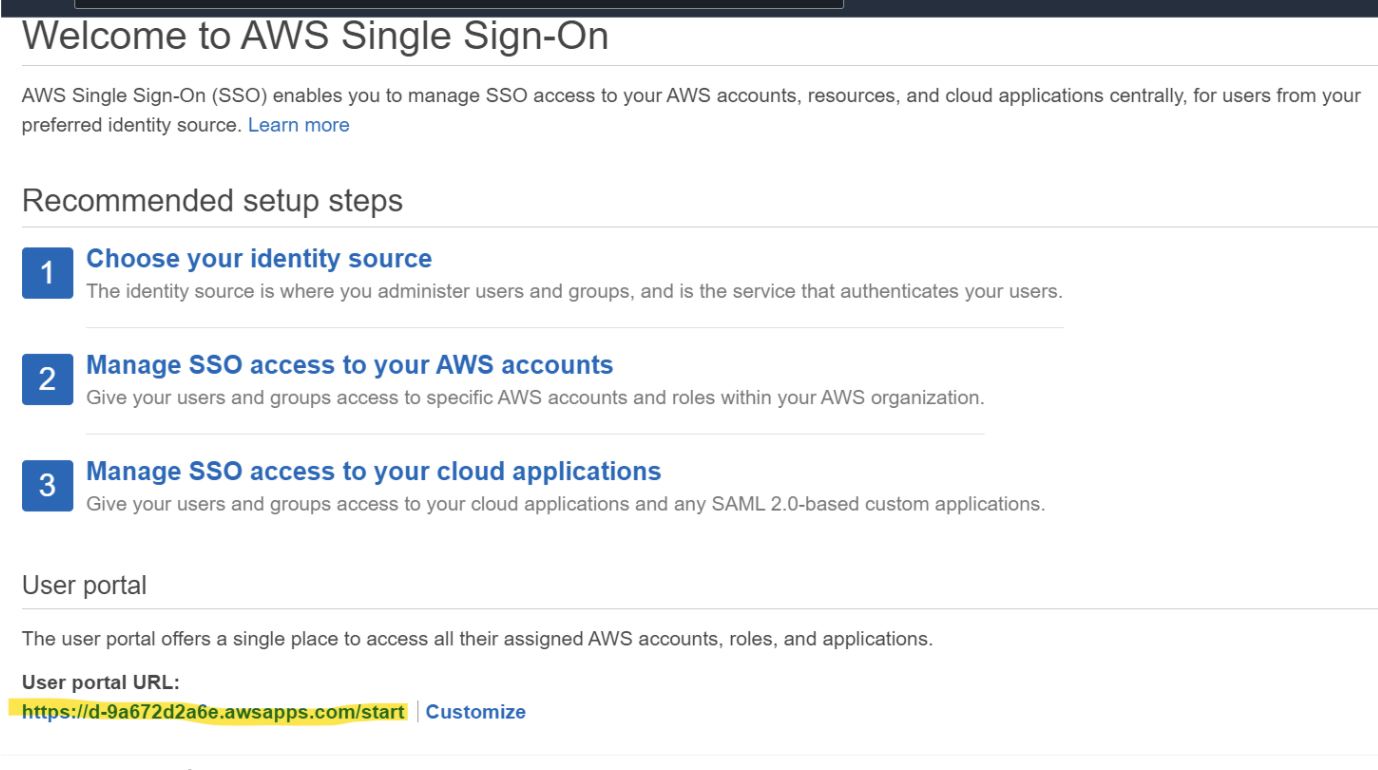 Welcome to AWS Single Sign-On
AWS Single Sign-On (SSO) enables you to manage SSO access to your AWS accounts, resources, and cloud applications centrally, for users from your
preferred identity source. Learn more
Recommended setup steps
1
Choose your identity source
The identity source is where you administer users and groups, and is the service that authenticates your users.
2
Manage SSO access to your AWS accounts
Give your users and groups access to specific AWS accounts and roles within your AWS organization.
3
Manage SSO access to your cloud applications
Give your users and groups access to your cloud applications and any SAML 2.0-based custom applications.
User portal
The user portal offers a single place to access all their assigned AWS accounts, roles, and applications.
User portal URL:
https://d-9a672d2a6e.awsapps.com/start Customize